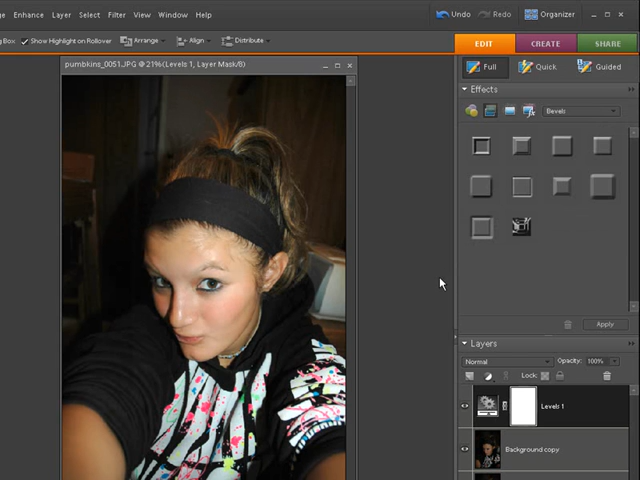 Enhance Layer Select Filter View Window Help
Undo Redo Organizer
g Box Show Highlight on Rollover Arrange Align Distribute
EDIT CREATE SHARE
pumbkins_0051.JPG @ 21%(Levels 1, Layer Mask/8)
Full Quick Guided
Effects
Bevels
Apply
Layers
Normal Opacity: 100%
Lock:
Levels 1
Background copy